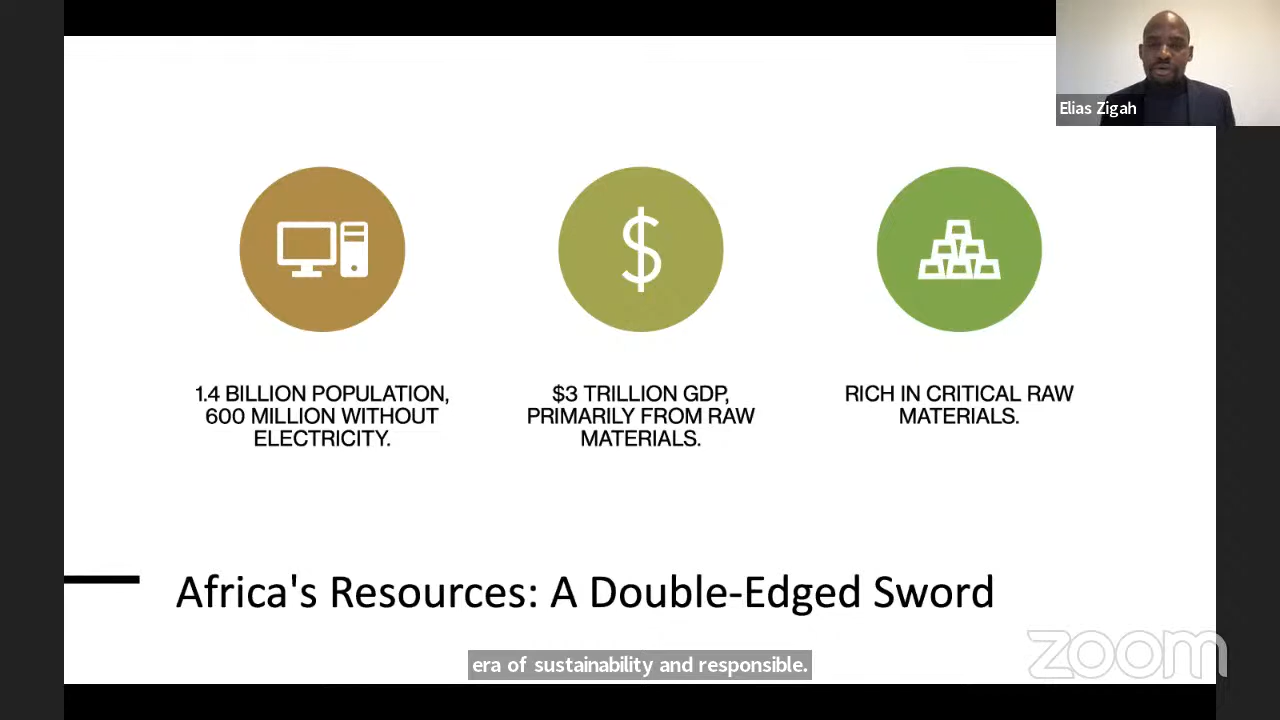 Elias Zigah
1.4 BILLION POPULATION,
600 MILLION WITHOUT
ELECTRICITY.
$3 TRILLION GDP,
PRIMARILY FROM RAW
MATERIALS.
RICH IN CRITICAL RAW
MATERIALS.
Africa's Resources: A Double-Edged Sword
era of sustainability and responsible.
zoom